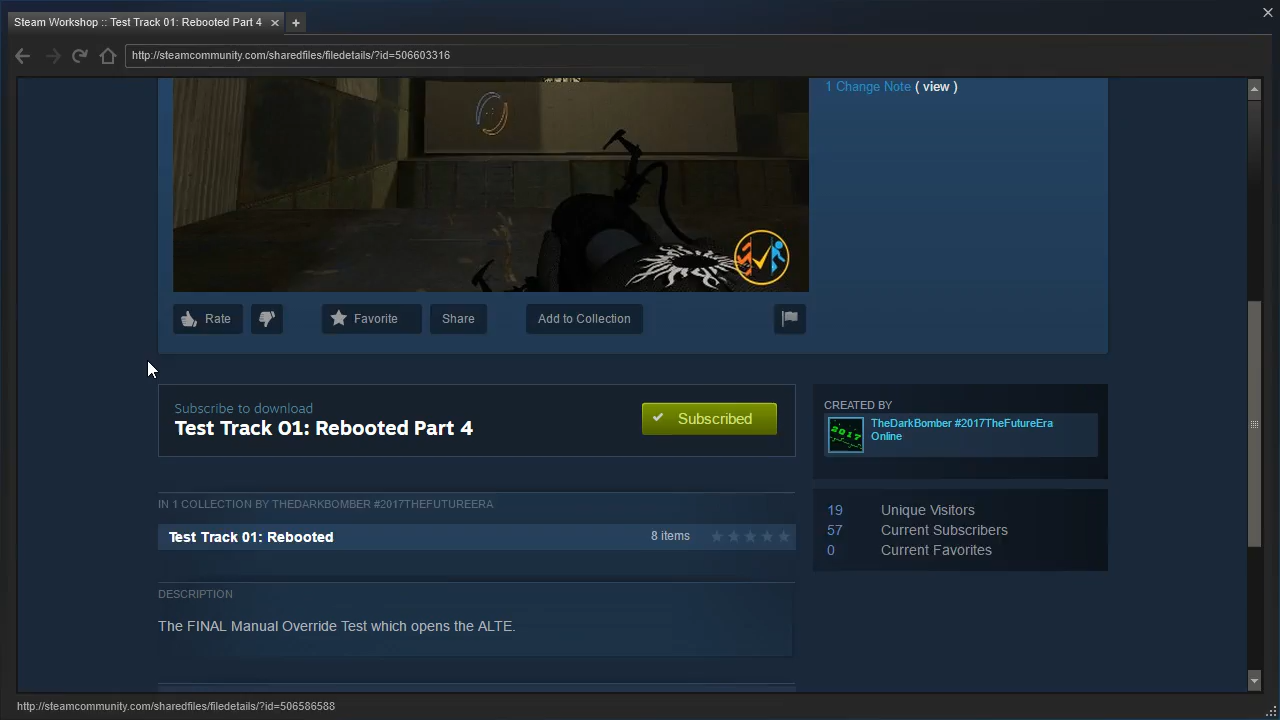 Steam Workshop :: Test Track 01: Rebooted Part 4
http://steamcommunity.com/sharedfiles/filedetails/?id=506603316
1 Change Note ( view )
Rate
Favorite
Share
Add to Collection
Subscribe to download
Test Track 01: Rebooted Part 4
Subscribed
CREATED BY
TheDarkBomber #2017TheFutureEra
Online
2017
IN 1 COLLECTION BY THEDARKBOMBER #2017THEFUTUREERA
Test Track 01: Rebooted 8 items
19 Unique Visitors
57 Current Subscribers
0 Current Favorites
DESCRIPTION
The FINAL Manual Override Test which opens the ALTE.
http://steamcommunity.com/sharedfiles/filedetails/?id=506586588